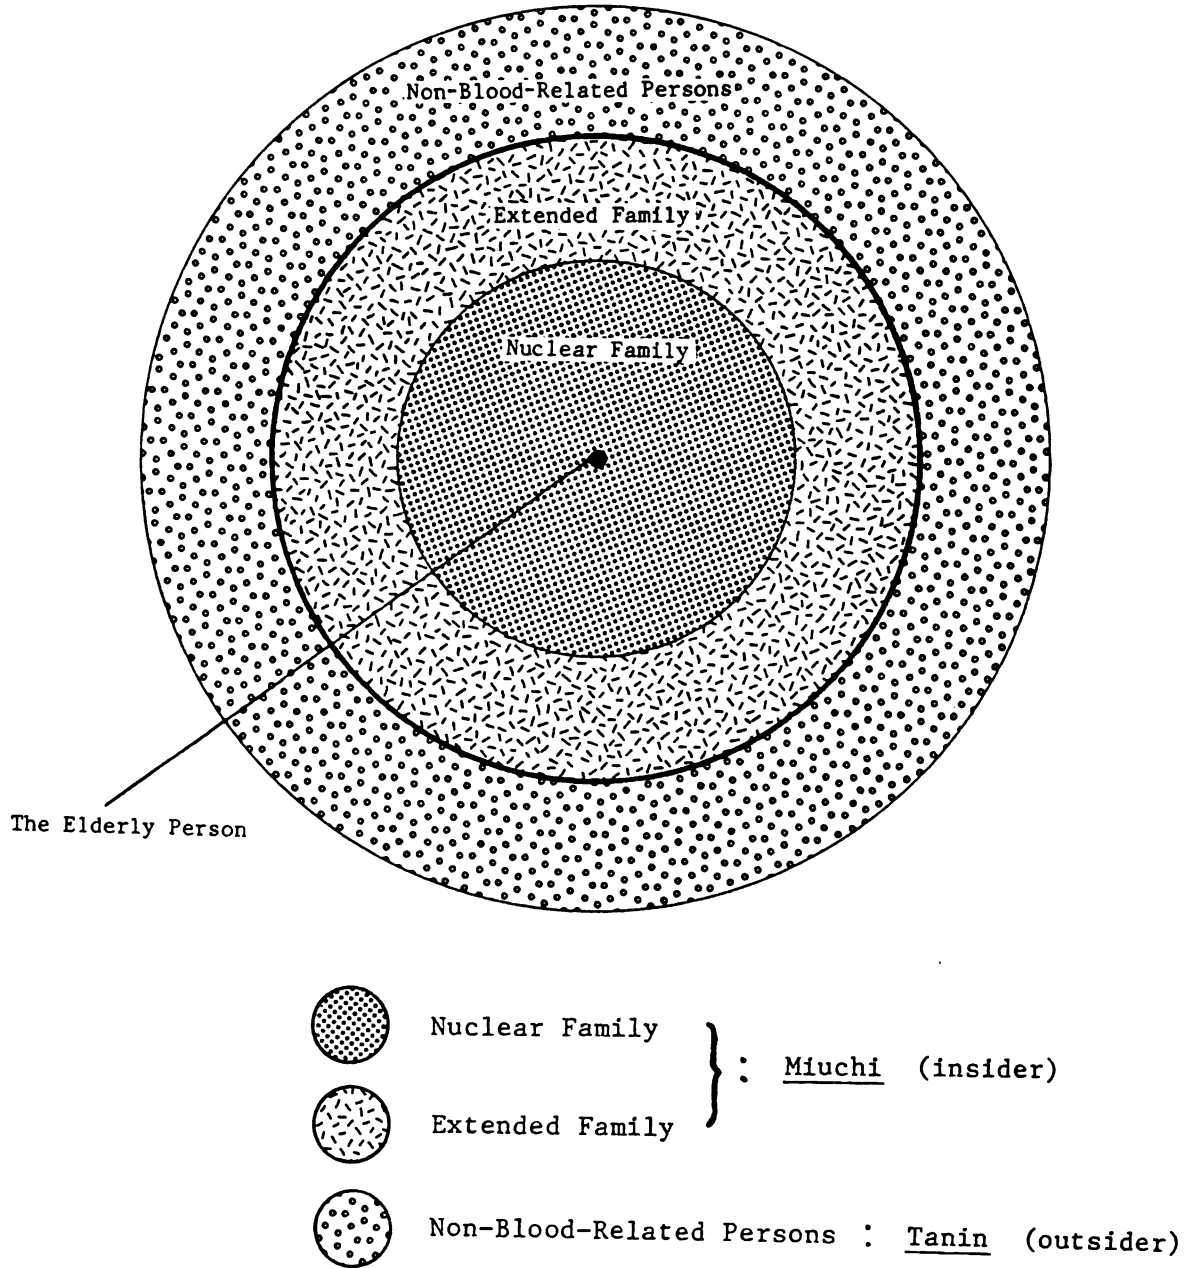 Non-Blood-Related Persons
Extended Family
Nuclear Family
The Elderly Person
Nuclear Family
: Miuchi (insider)
Extended Family
Non-Blood-Related Persons : Tanin (outsider)